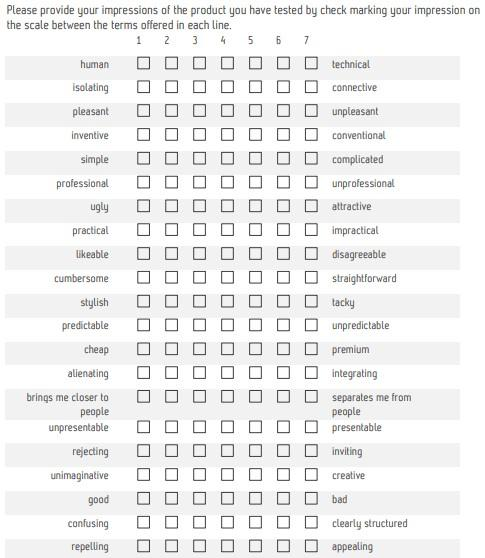 Please provide your impressions of the product you have tested by check marking your impression on
the scale between the terms offered in each line.
1 2 3 4 5 6 7
human technical
isolating connective
pleasant unpleasant
inventive conventional
simple complicated
professional unprofessional
ugly attractive
practical impractical
likeable disagreeable
cumbersome straightforward
stylish tacky
predictable unpredictable
cheap premium
alienating integrating
brings me closer to separates me from
people people
unpresentable presentable
rejecting inviting
unimaginative creative
good bad
confusing clearly structured
repelling appealing